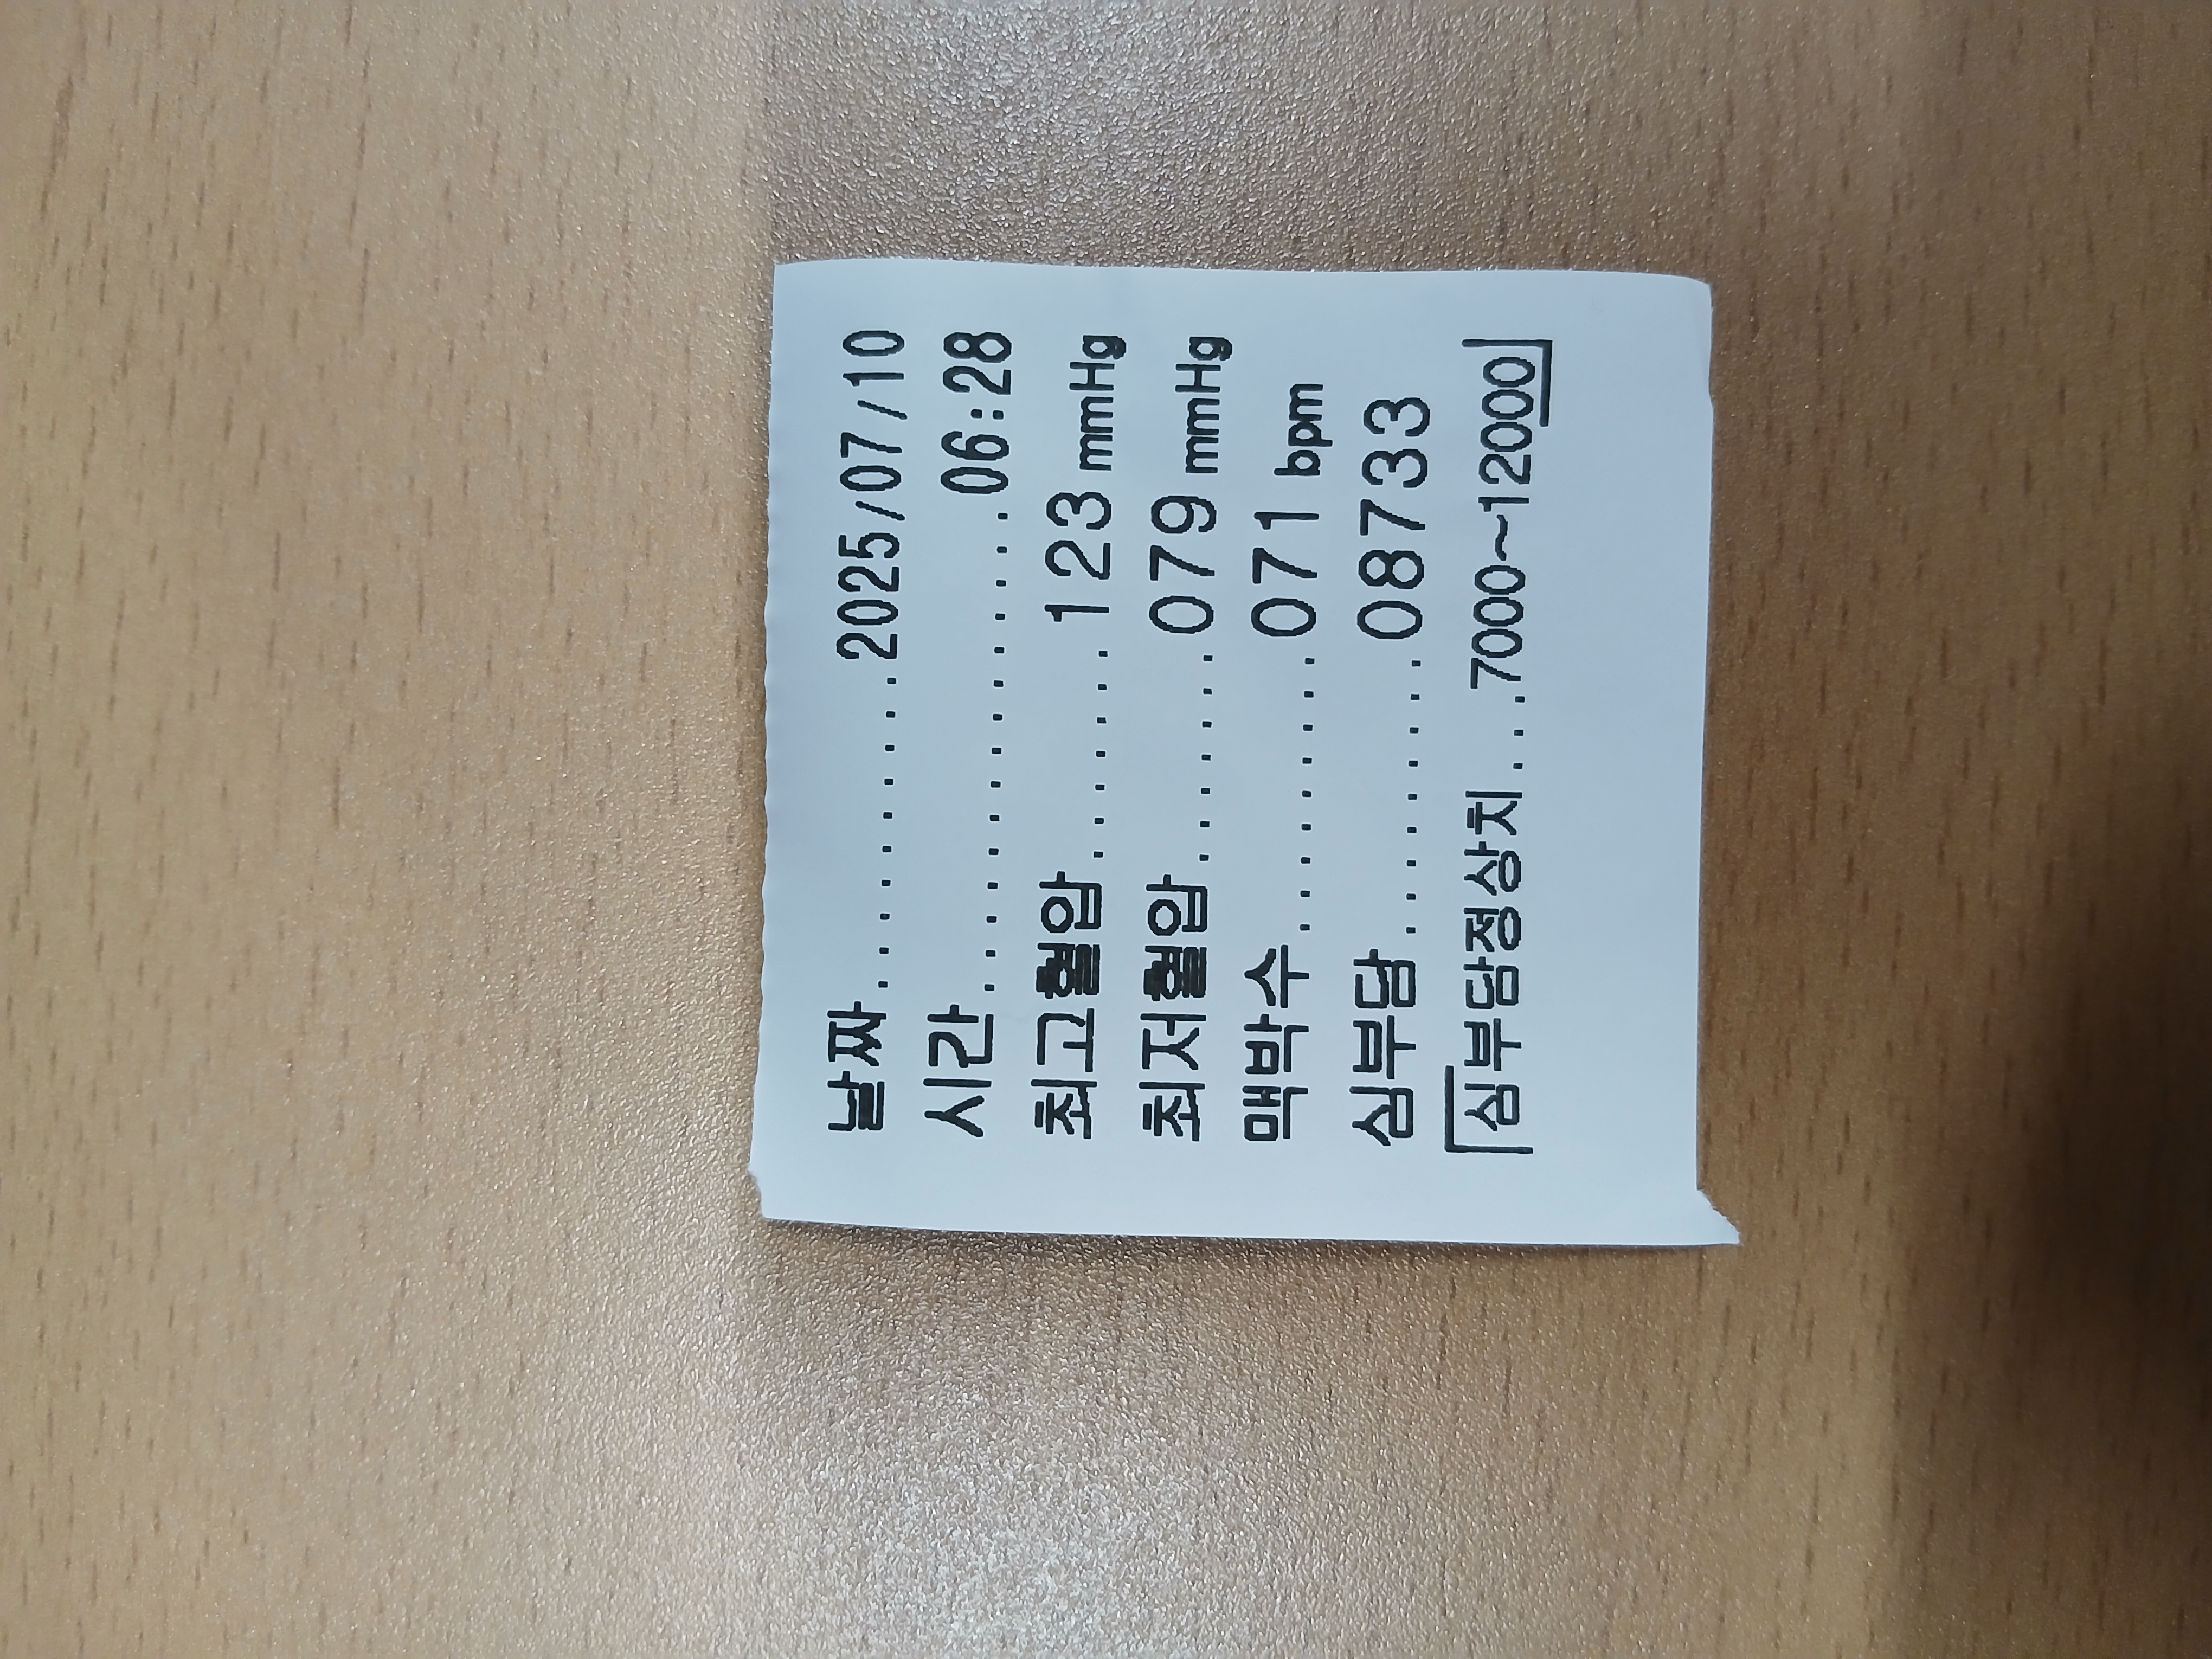 날짜............2025/07/10
시간...............06:28
최고혈압.......123 mmHg
최저혈압.......079 mmHg
맥박수.........071 bpm
심부담.........08733
「심부담정상치...7000~12000」